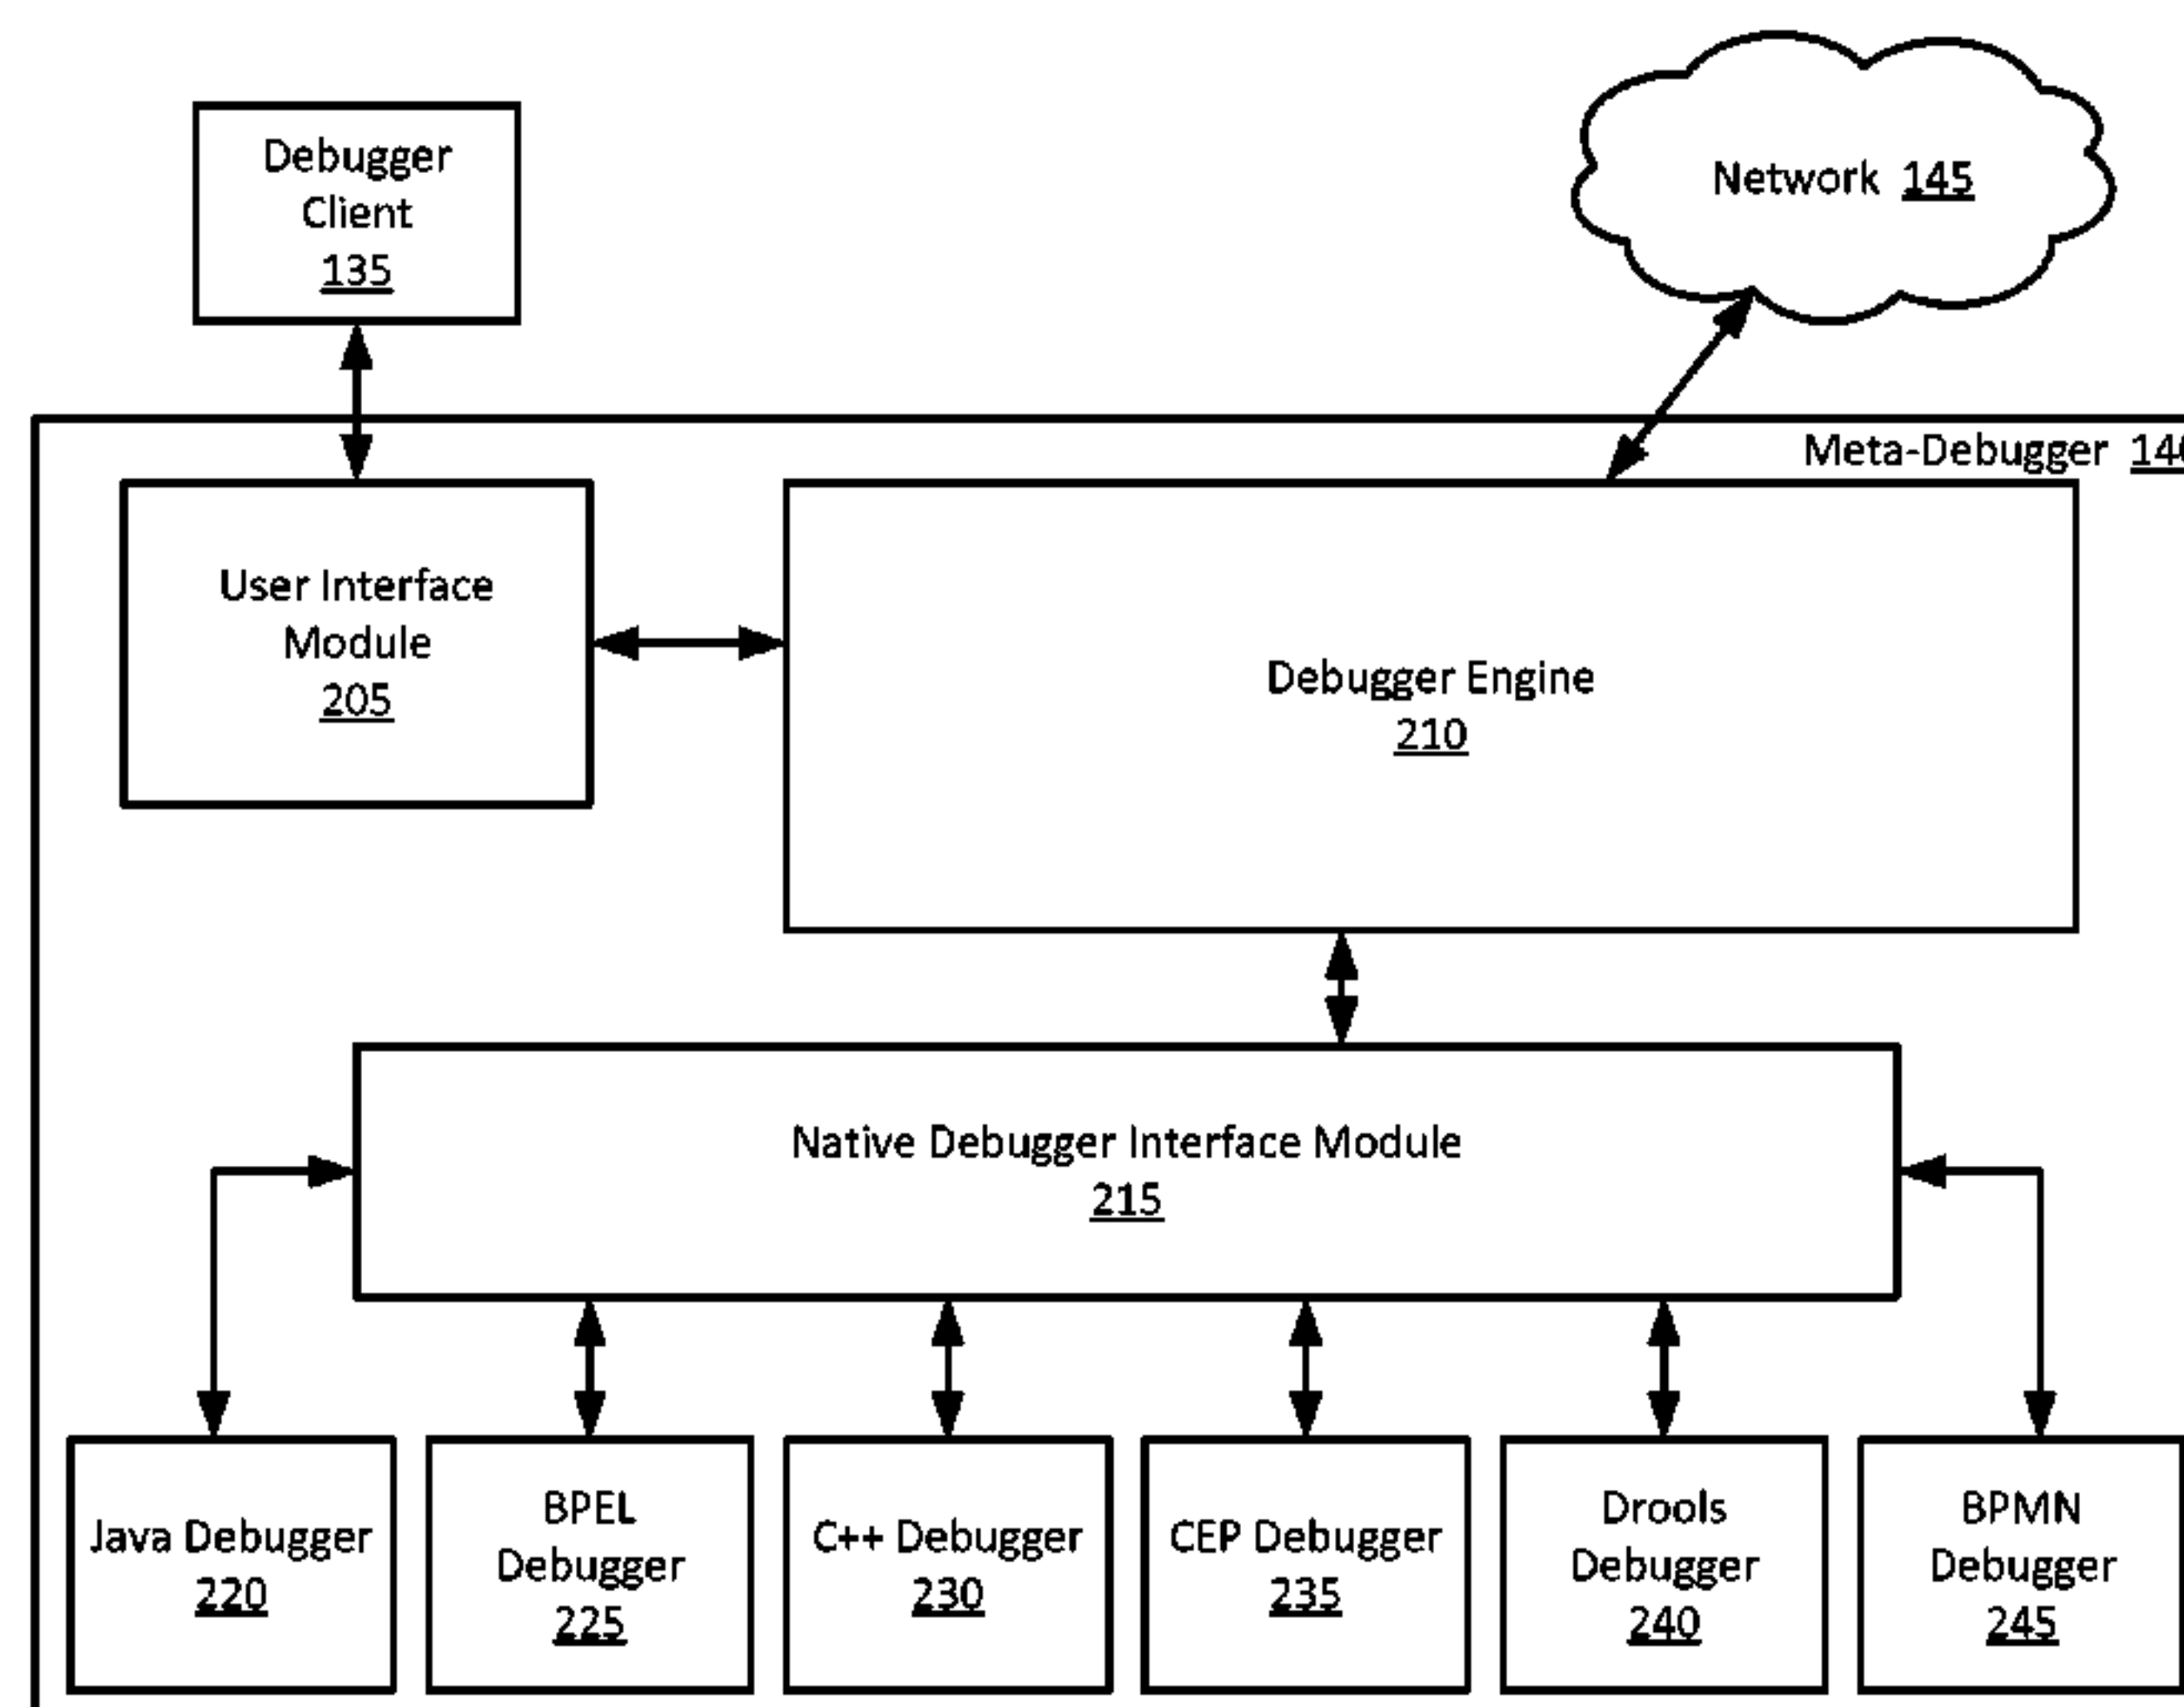 Debugger
Client
135
Network 145
Meta-Debugger
User Interface
Module
205
Debugger Engine
210
Native Debugger Interface Module
215
Java Debugger
220
BPEL
Debugger
225
C++ Debugger
230
CEP Debugger
235
Drools
Debugger
240
BPMN
Debugger
245